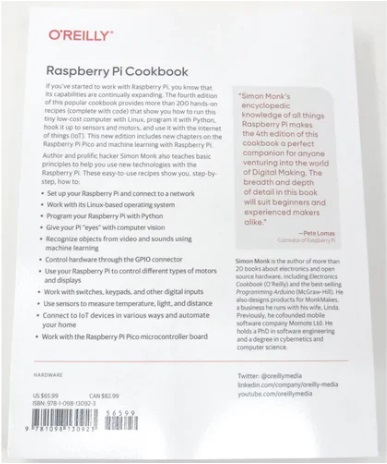 O'REILLY®
Raspberry Pi Cookbook
If you've started to work with Raspberry Pi, you know that
its capabilities are continually expanding. The fourth edition
of this popular cookbook provides more than 200 hands-on
recipes (complete with code) that show you how to run this
tiny low-cost computer with Linux, program it with Python,
hook it up to sensors and motors, and use it with the internet
of things (IoT). This new edition includes new chapters on the
Raspberry Pi Pico and machine learning with Raspberry Pi.
Author and prolific hacker Simon Monk also teaches basic
principles to help you use new technologies with the
Raspberry Pi. These easy-to-use recipes show you, step-by-
step, how to:
• Set up your Raspberry Pi and connect to a network
• Work with its Linux-based operating system
• Program your Raspberry Pi with Python
• Give your Pi "eyes" with computer vision
• Recognize objects from video and sounds using
machine learning
• Control hardware through the GPIO connector
• Use your Raspberry Pi to control different types of motors
and displays
• Work with switches, keypads, and other digital inputs
• Use sensors to measure temperature, light, and distance
• Connect to IoT devices in various ways and automate
your home
• Work with the Raspberry Pi Pico microcontroller board
"Simon Monk's
encyclopedic
knowledge of all things
Raspberry Pi makes
the 4th edition of this
cookbook a perfect
companion for anyone
venturing into the world
of Digital Making. The
breadth and depth
of detail in this book
will suit beginners and
experienced makers
alike."
—Pete Lomas
of Raspberry Pi
Simon Monk is the author of more than
20 books about electronics and open
source hardware, including Electronics
Cookbook (O'Reilly) and the best-selling
Programming Arduino (McGraw-Hill). He
also designs products for MonkMakes,
a business he runs with his wife, Linda.
Previously, he cofounded mobile
software company Momote Ltd. He
holds a PhD in software engineering
and a degree in cybernetics and
computer science.
HARDWARE
US $65.99 CAN $82.99
ISBN: 978-1-098-13092-3
56599
9 781098 130923
Twitter: @oreillymedia
linkedin.com/company/oreilly-media
youtube.com/oreillymedia